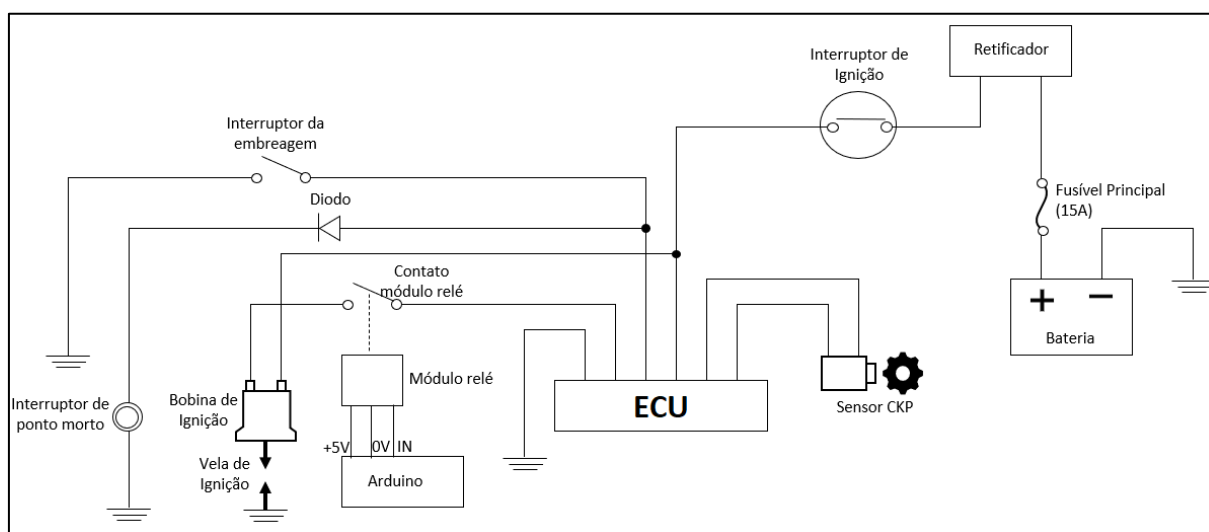 Retificador
Interruptor de
Ignição
Interruptor da
embreagem
Diodo
Fusível Principal
(15A)
Contato
módulo relé
+ −
Bateria
Módulo relé
Bobina de
Ignição
ECU
Sensor CKP
Interruptor de
ponto morto
+5V 0V IN
Vela de
Ignição
Arduino